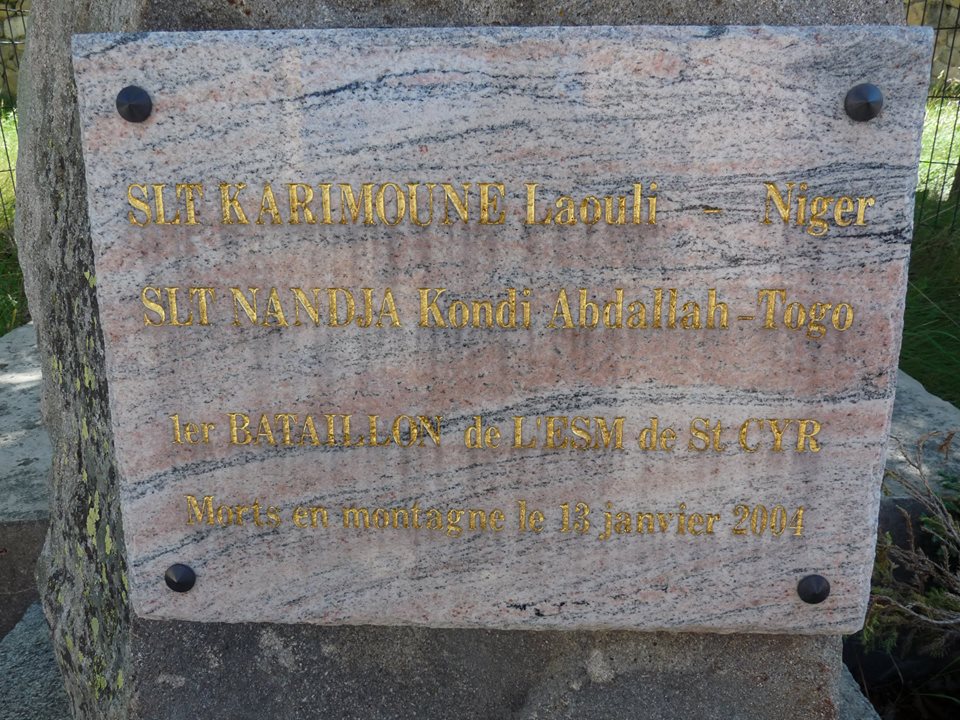 SLT KARIMOUNE Laouli - Niger
SLT NANDJA Kondi Abdallah - Togo
1er BATAILLON de L'ESM de St CYR
Morts en montagne le 13 janvier 2004